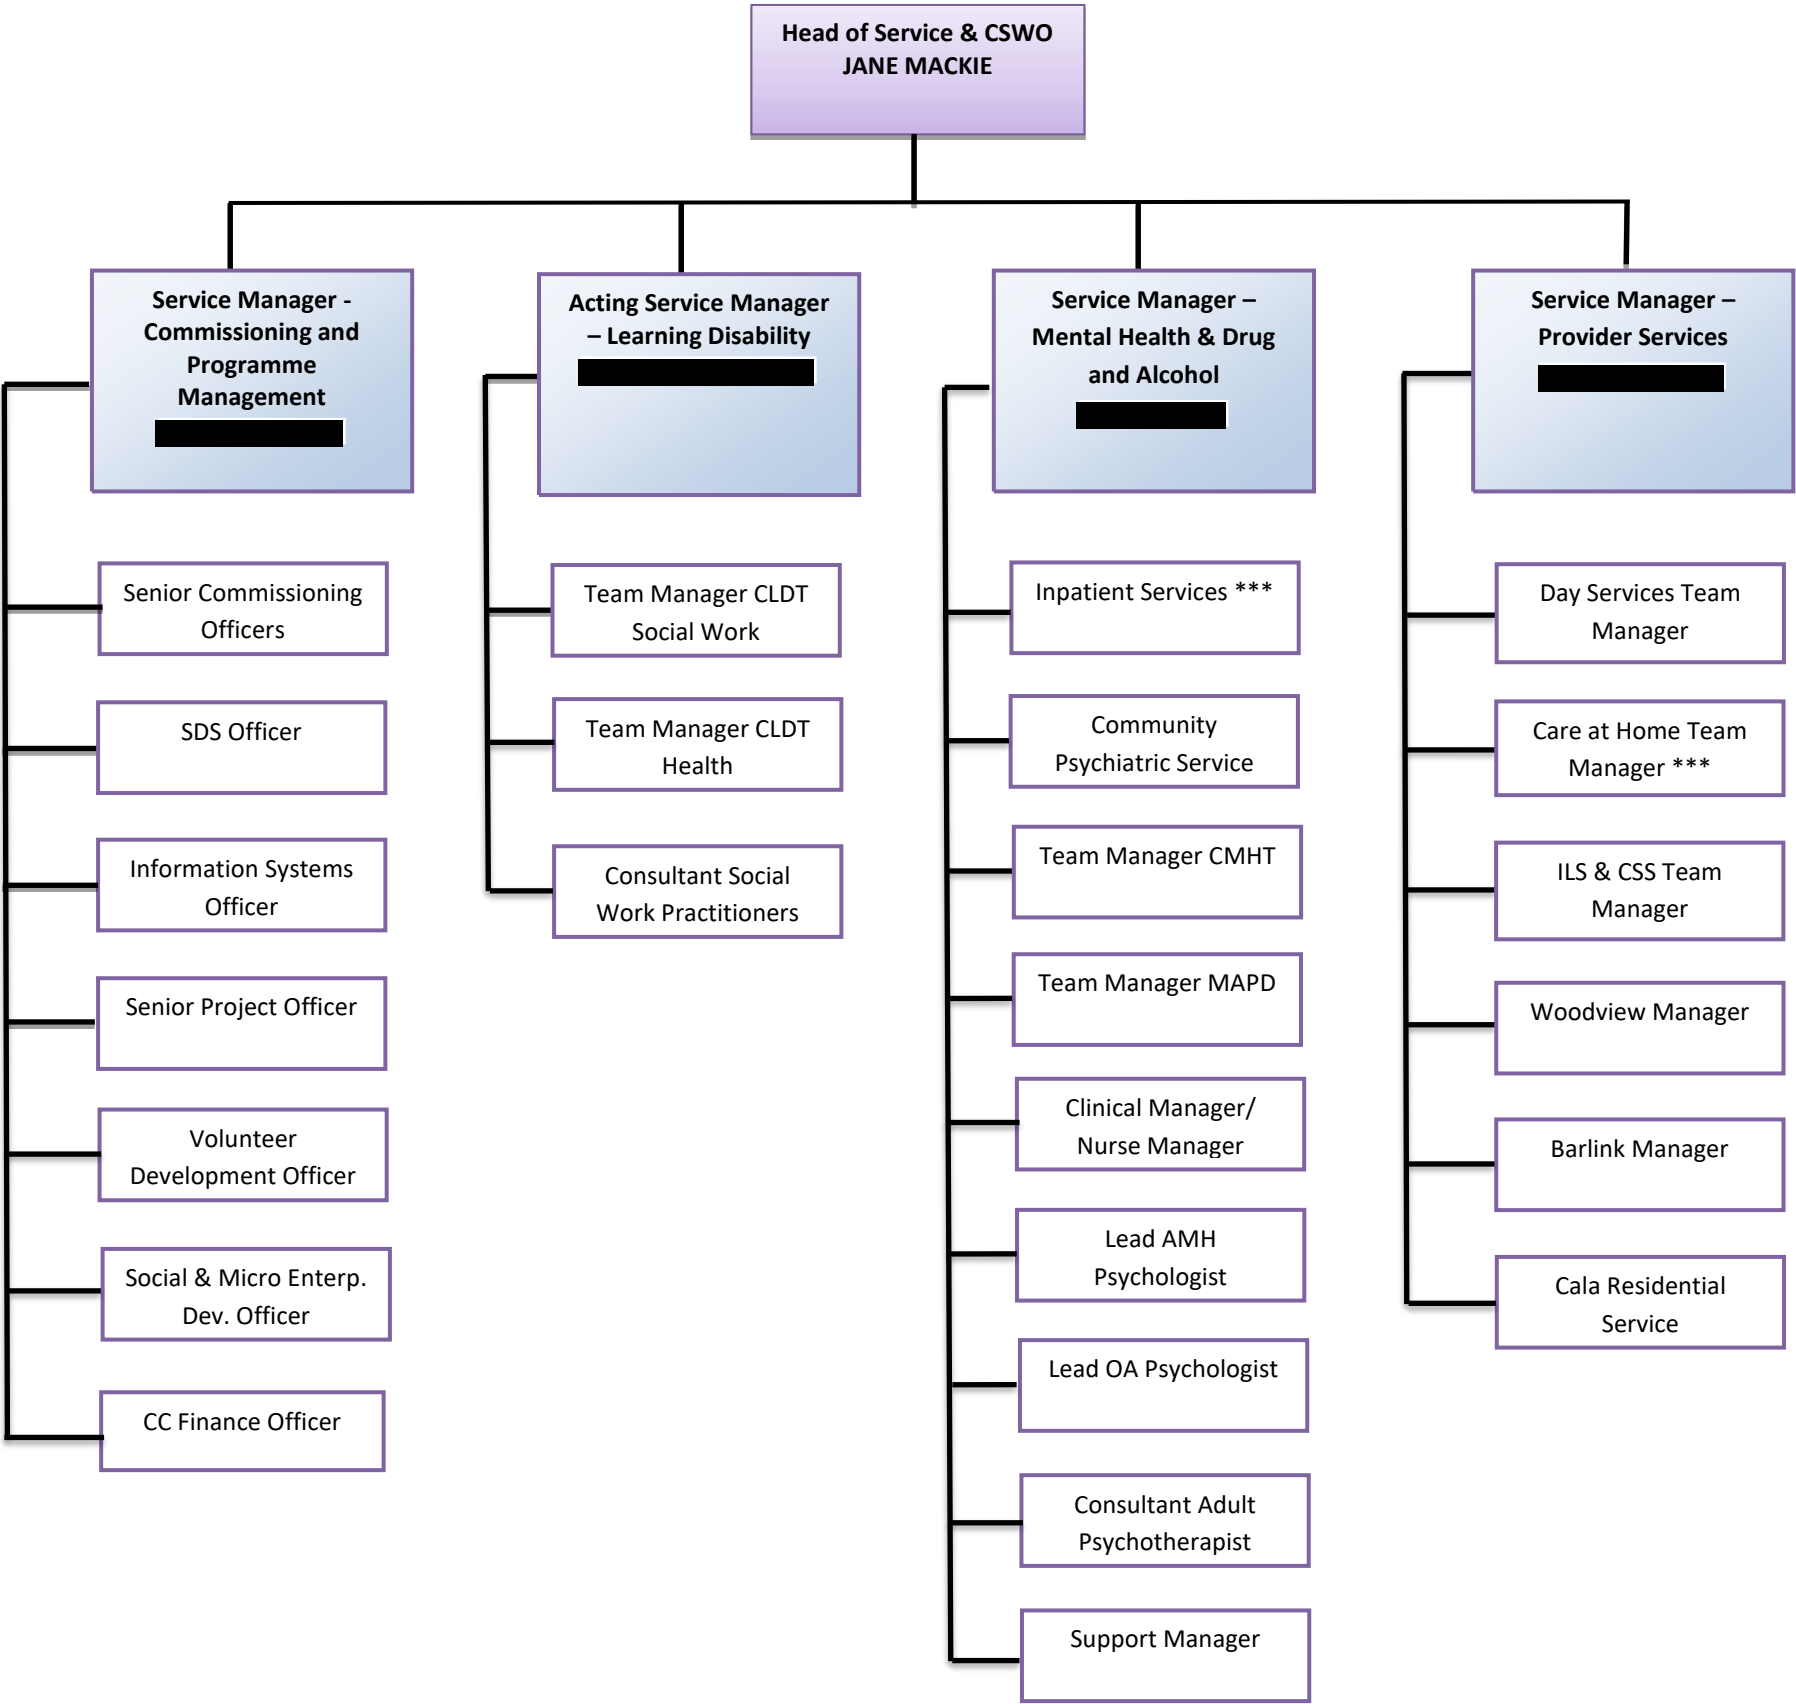 Head of Service & CSWO
JANE MACKIE
Service Manager -
Commissioning and
Programme
Management
Acting Service Manager
– Learning Disability
Service Manager –
Mental Health & Drug
and Alcohol
Service Manager –
Provider Services
Senior Commissioning
Officers
SDS Officer
Information Systems
Officer
Senior Project Officer
Volunteer
Development Officer
Social & Micro Enterp.
Dev. Officer
CC Finance Officer
Team Manager CLDT
Social Work
Team Manager CLDT
Health
Consultant Social
Work Practitioners
Inpatient Services ***
Community
Psychiatric Service
Team Manager CMHT
Team Manager MAPD
Clinical Manager/
Nurse Manager
Lead AMH
Psychologist
Lead OA Psychologist
Consultant Adult
Psychotherapist
Support Manager
Day Services Team
Manager
Care at Home Team
Manager ***
ILS & CSS Team
Manager
Woodview Manager
Barlink Manager
Cala Residential
Service